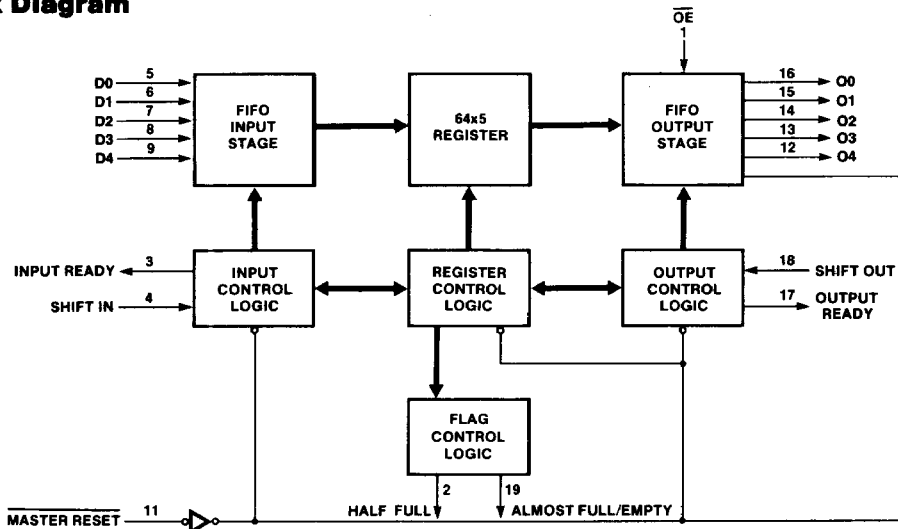 Diagram
OE
1
D0 5
D1 6
D2 7
D3 8
D4 9
FIFO
INPUT
STAGE
64x5
REGISTER
FIFO
OUTPUT
STAGE
16 O0
15 O1
14 O2
13 O3
12 O4
INPUT READY 3
SHIFT IN 4
INPUT
CONTROL
LOGIC
REGISTER
CONTROL
LOGIC
OUTPUT
CONTROL
LOGIC
18 SHIFT OUT
17 OUTPUT
READY
FLAG
CONTROL
LOGIC
2 19
HALF FULL ALMOST FULL/EMPTY
MASTER RESET 11